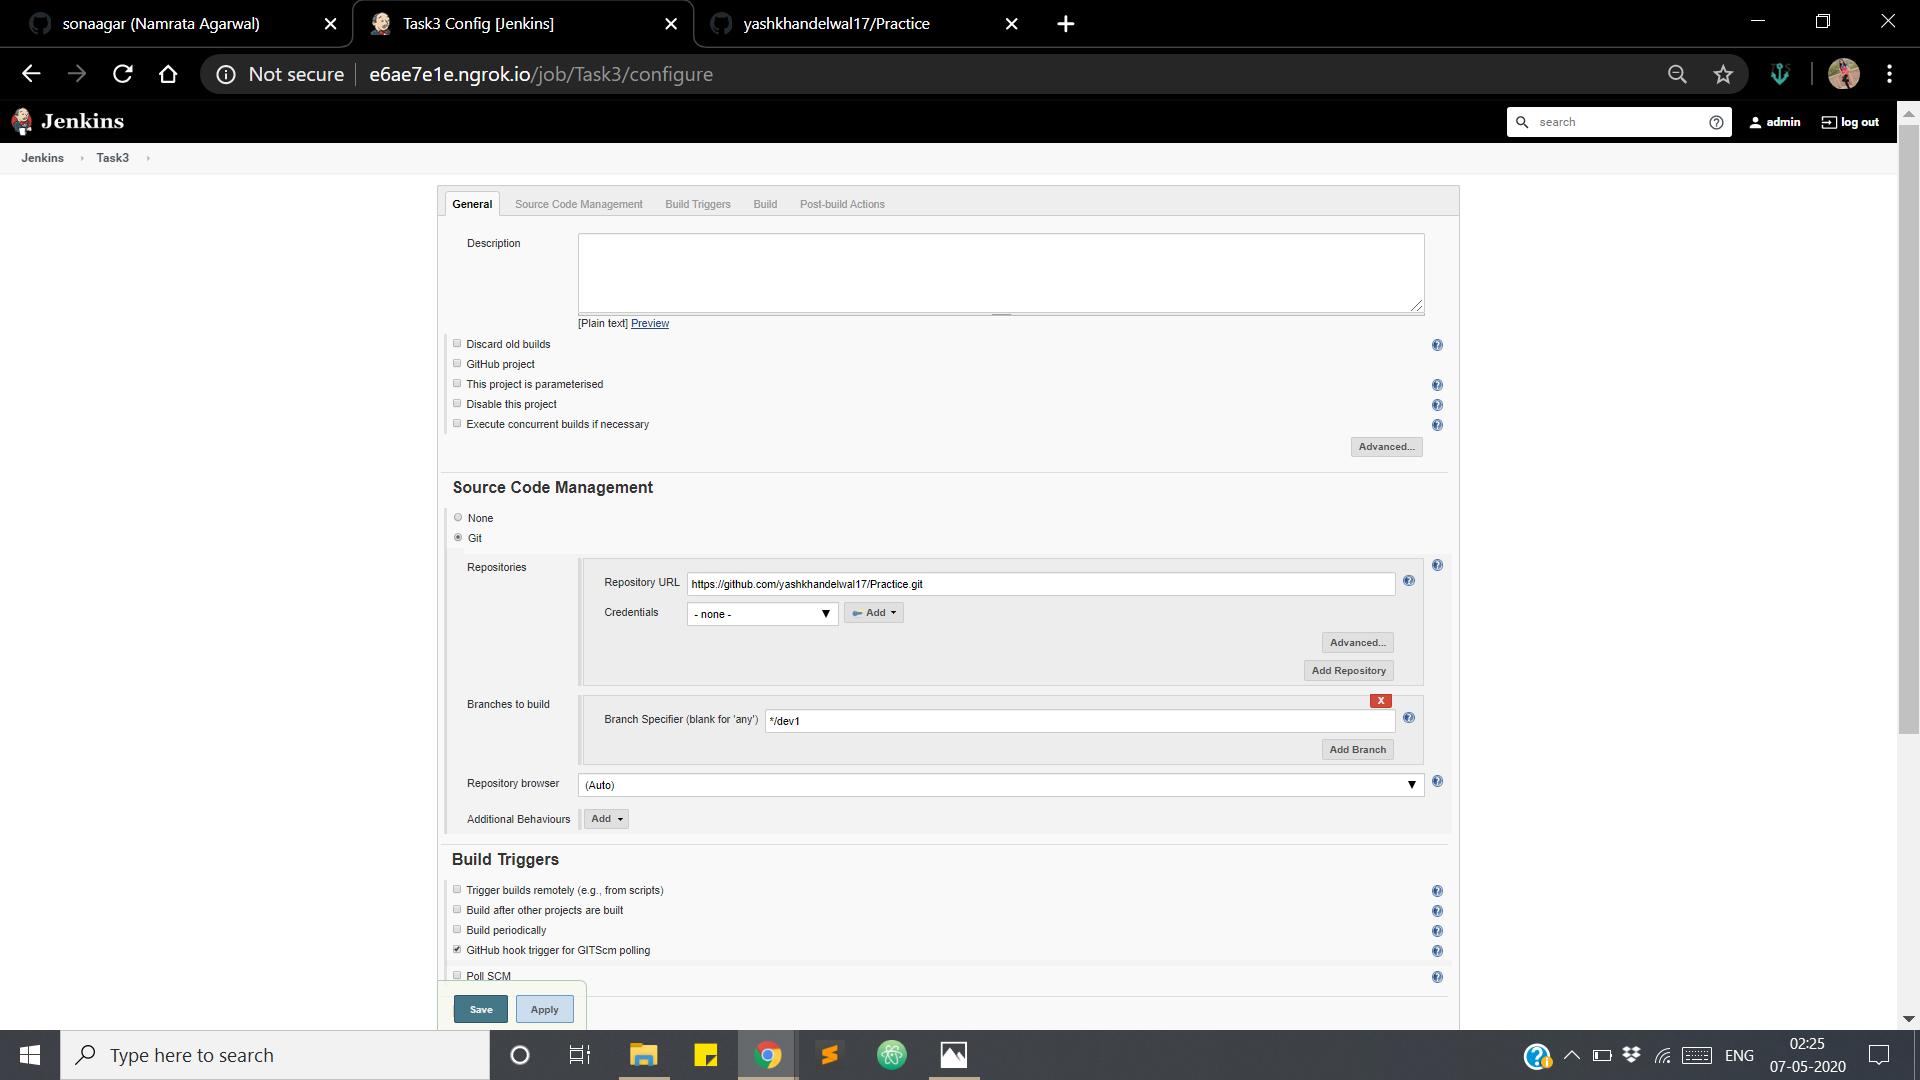 sonaagar (Namrata Agarwal)
Task3 Config [Jenkins]
yashkhandelwal17/Practice
Not secure
e6ae7e1e.ngrok.io/job/Task3/configure
Jenkins
search
admin
log out
Jenkins
Task3
General
Source Code Management
Build Triggers
Build
Post-build Actions
Description
[Plain text] Preview
Discard old builds
GitHub project
This project is parameterised
Disable this project
Execute concurrent builds if necessary
Advanced...
Source Code Management
None
Git
Repositories
Repository URL
https://github.com/yashkhandelwal17/Practice.git
Credentials
- none -
Add
Advanced...
Add Repository
Branches to build
X
Branch Specifier (blank for 'any')
*/dev1
Add Branch
Repository browser
(Auto)
Additional Behaviours
Add
Build Triggers
Trigger builds remotely (e.g., from scripts)
Build after other projects are built
Build periodically
GitHub hook trigger for GITScm polling
Poll SCM
Save
Apply
Type here to search
ENG
02:25
07-05-2020